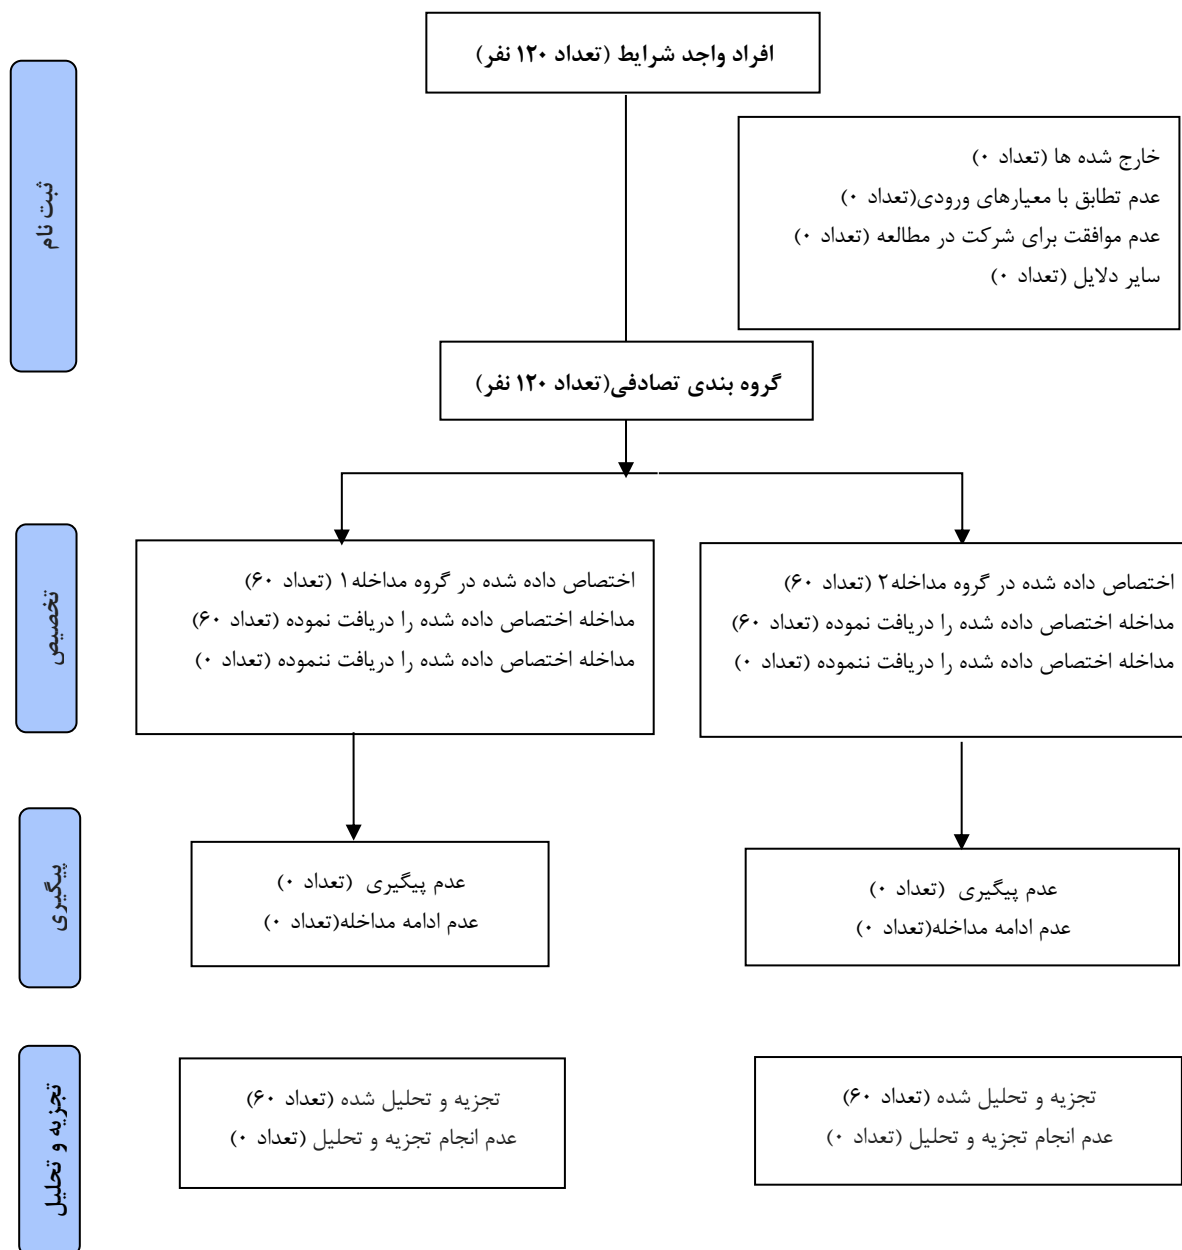 افراد واجد شرایط (تعداد ۱۲۰ نفر)
ثبت نام
خارج شده ها (تعداد ۰)
عدم تطابق با معیارهای ورودی(تعداد ۰)
عدم موافقت برای شرکت در مطالعه (تعداد ۰)
سایر دلایل (تعداد ۰)
گروه بندی تصادفی(تعداد ۱۲۰ نفر)
تخصیص
اختصاص داده شده در گروه مداخله۲ (تعداد ۶۰)
مداخله اختصاص داده شده را دریافت نموده (تعداد ۶۰)
مداخله اختصاص داده شده را دریافت ننموده (تعداد ۰)
اختصاص داده شده در گروه مداخله۱ (تعداد ۶۰)
مداخله اختصاص داده شده را دریافت نموده (تعداد ۶۰)
مداخله اختصاص داده شده را دریافت ننموده (تعداد ۰)
پیگیری
عدم پیگیری (تعداد ۰)
عدم ادامه مداخله(تعداد ۰)
عدم پیگیری (تعداد ۰)
عدم ادامه مداخله(تعداد ۰)
تجزیه و تحلیل
تجزیه و تحلیل شده (تعداد ۶۰)
عدم انجام تجزیه و تحلیل (تعداد ۰)
تجزیه و تحلیل شده (تعداد ۶۰)
عدم انجام تجزیه و تحلیل (تعداد ۰)